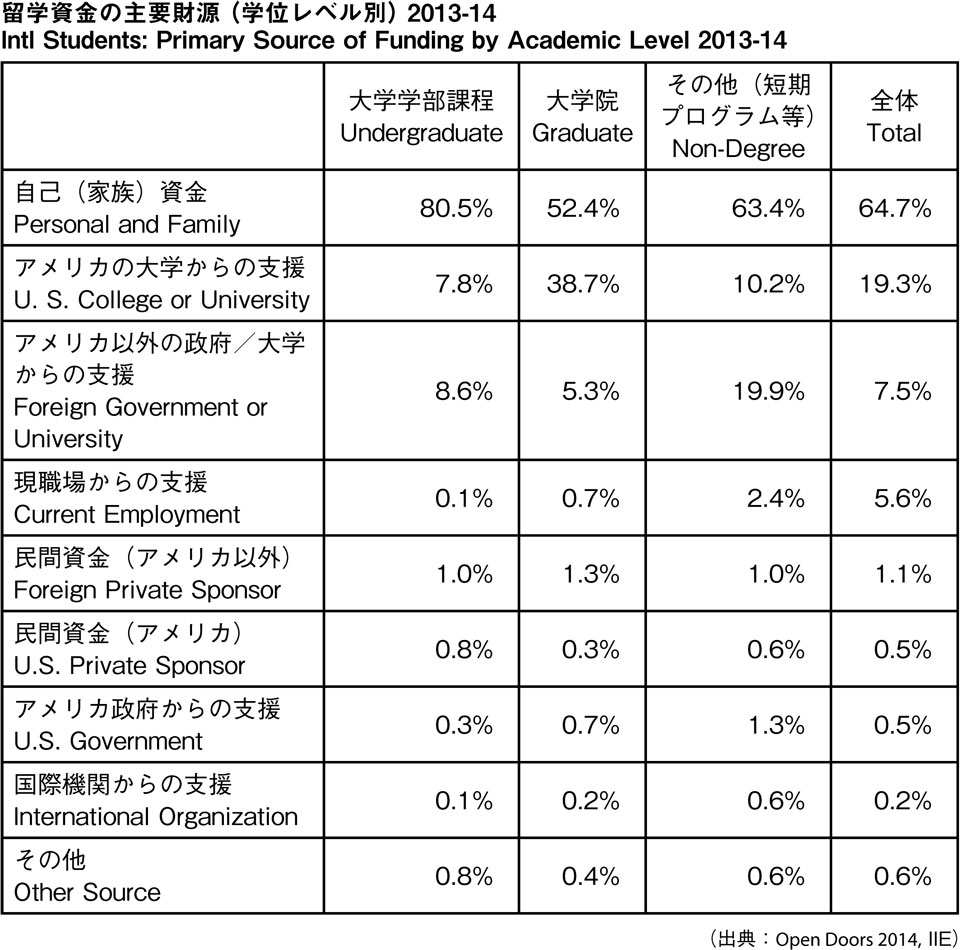 留学資金の主要財源（学位レベル別）2013-14
Intl Students: Primary Source of Funding by Academic Level 2013-14
大学学部課程
Undergraduate
大学院
Graduate
その他（短期
プログラム等）
Non-Degree
全体
Total
自己（家族）資金
Personal and Family
80.5% 52.4% 63.4% 64.7%
アメリカの大学からの支援
U. S. College or University
7.8% 38.7% 10.2% 19.3%
アメリカ以外の政府／大学
からの支援
Foreign Government or
University
8.6% 5.3% 19.9% 7.5%
現職場からの支援
Current Employment
0.1% 0.7% 2.4% 5.6%
民間資金（アメリカ以外）
Foreign Private Sponsor
1.0% 1.3% 1.0% 1.1%
民間資金（アメリカ）
U.S. Private Sponsor
0.8% 0.3% 0.6% 0.5%
アメリカ政府からの支援
U.S. Government
0.3% 0.7% 1.3% 0.5%
国際機関からの支援
International Organization
0.1% 0.2% 0.6% 0.2%
その他
Other Source
0.8% 0.4% 0.6% 0.6%
（出典：Open Doors 2014, IIE）